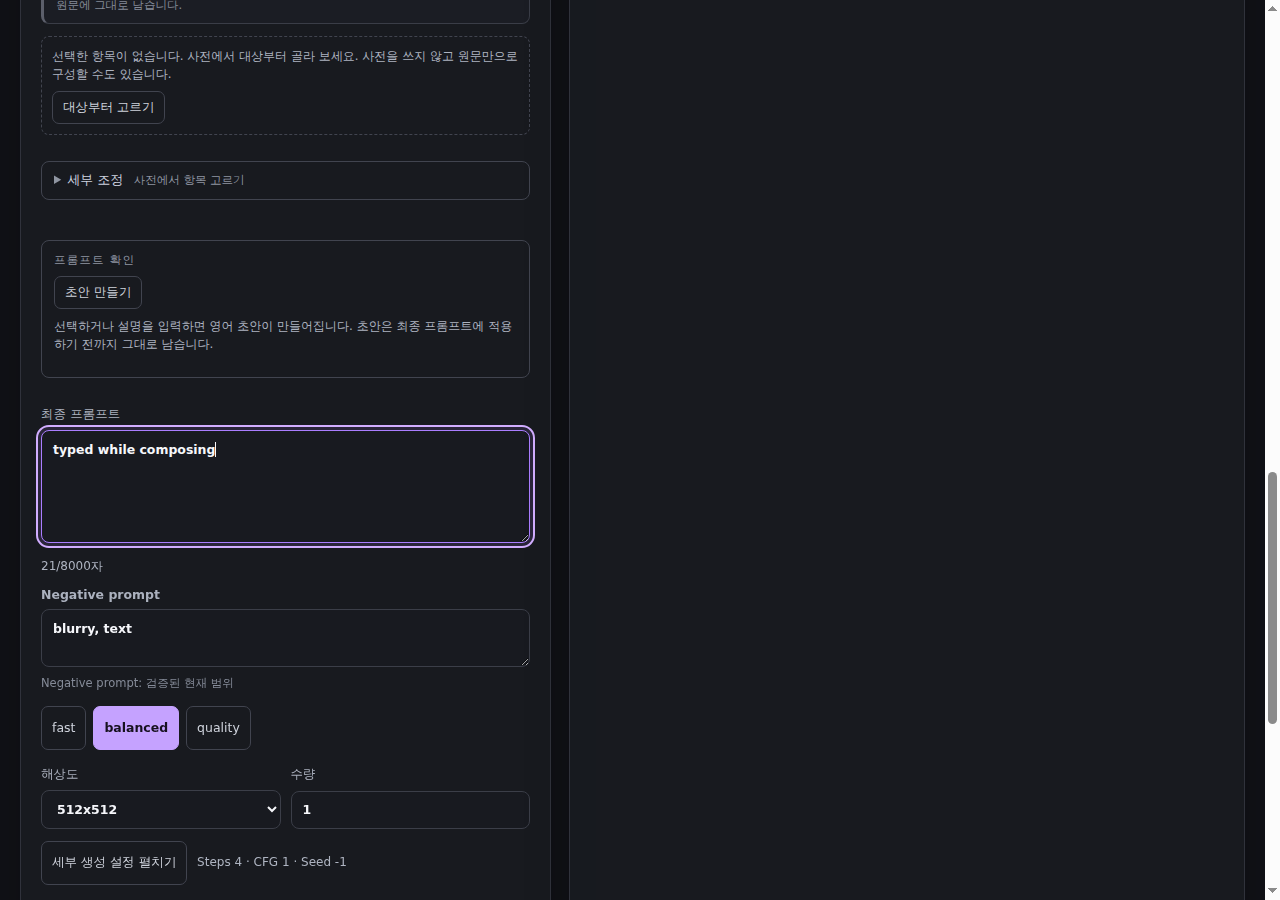 원문에 그대로 남습니다.
선택한 항목이 없습니다. 사전에서 대상부터 골라 보세요. 사전을 쓰지 않고 원문만으로
구성할 수도 있습니다.
대상부터 고르기
▶ 세부 조정 사전에서 항목 고르기
프롬프트 확인
초안 만들기
선택하거나 설명을 입력하면 영어 초안이 만들어집니다. 초안은 최종 프롬프트에 적용
하기 전까지 그대로 남습니다.
최종 프롬프트
typed while composing
21/8000자
Negative prompt
blurry, text
Negative prompt: 검증된 현재 범위
fast balanced quality
해상도 수량
512x512 1
세부 생성 설정 펼치기 Steps 4 · CFG 1 · Seed -1